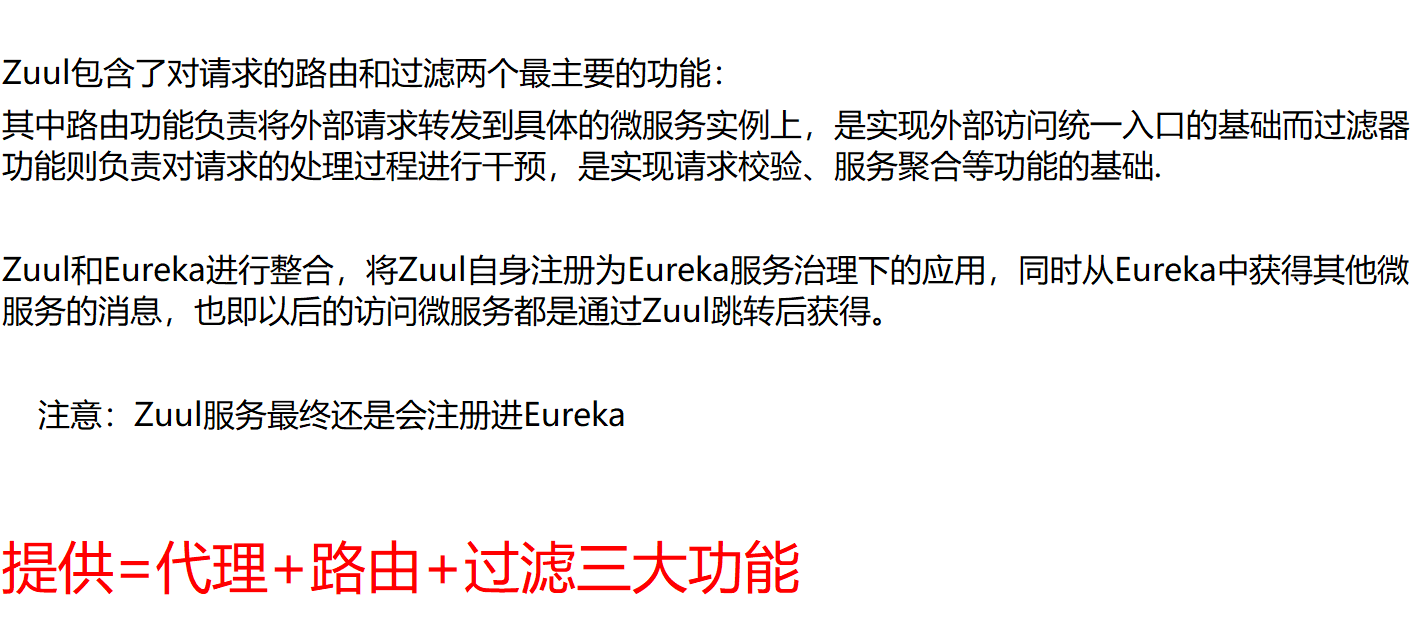 Zuul包含了对请求的路由和过滤两个最主要的功能：
其中路由功能负责将外部请求转发到具体的微服务实例上，是实现外部访问统一入口的基础而过滤器
功能则负责对请求的处理过程进行干预，是实现请求校验、服务聚合等功能的基础.
Zuul和Eureka进行整合，将Zuul自身注册为Eureka服务治理下的应用，同时从Eureka中获得其他微
服务的消息，也即以后的访问微服务都是通过Zuul跳转后获得。
注意：Zuul服务最终还是会注册进Eureka
提供=代理+路由+过滤三大功能